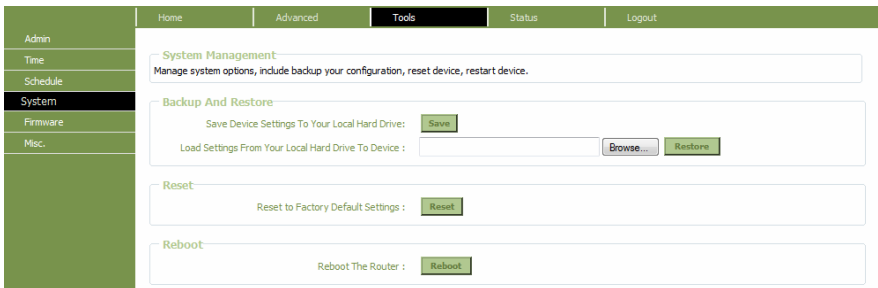 Home Advanced Tools Status Logout
Admin
Time
Schedule
System
Firmware
Misc.
System Management
Manage system options, include backup your configuration, reset device, restart device.
Backup And Restore
Save Device Settings To Your Local Hard Drive: Save
Load Settings From Your Local Hard Drive To Device : Browse... Restore
Reset
Reset to Factory Default Settings : Reset
Reboot
Reboot The Router : Reboot